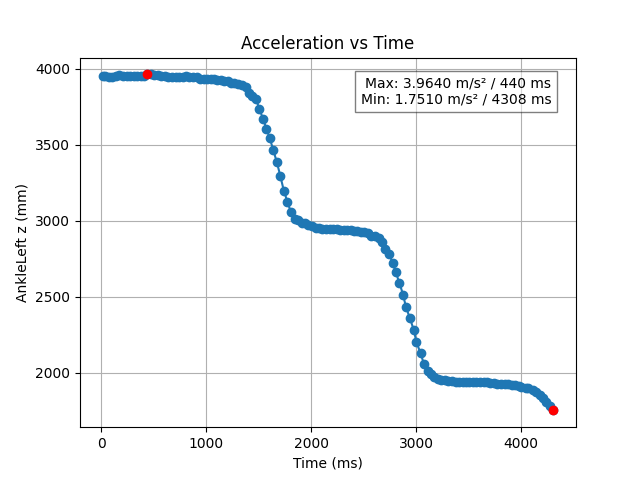 Acceleration vs Time
Max: 3.9640 m/s² / 440 ms
Min: 1.7510 m/s² / 4308 ms
AnkleLeft z (mm)
4000
3500
3000
2500
2000
0 1000 2000 3000 4000
Time (ms)